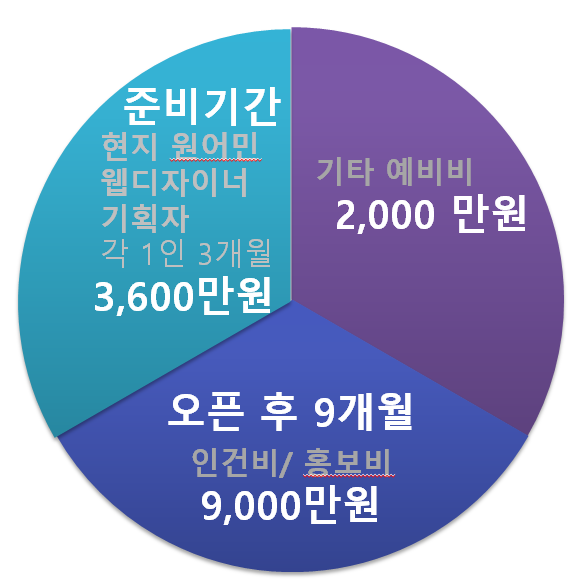 준비기간
현지 원어민
웹디자이너
기획자
각 1인 3개월
3,600만원
기타 예비비
2,000 만원
오픈 후 9개월
인건비/ 홍보비
9,000만원